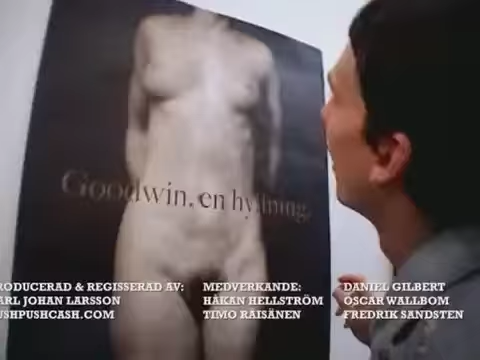 Goodwin, en hyllning.
RODUCERAD & REGISSERAD AV:
ARL JOHAN LARSSON
USHPUSHCASH.COM
MEDVERKANDE:
HÅKAN HELLSTRÖM
TIMO RÄISÄNEN
DANIEL GILBERT
OSCAR WALLBOM
FREDRIK SANDSTEN